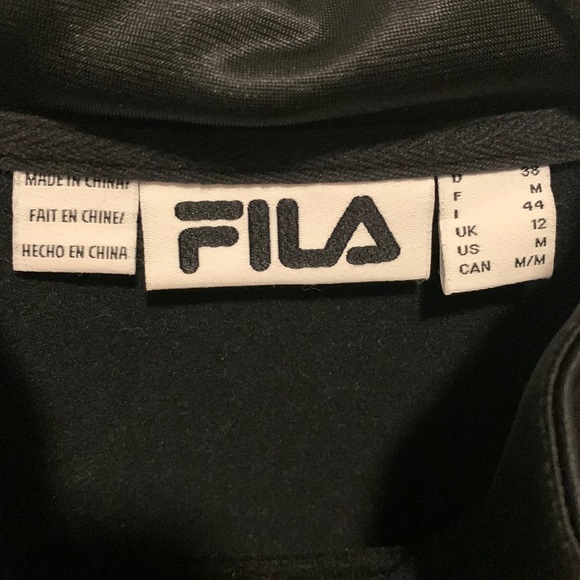 MADE IN CHINA/
FAIT EN CHINE/
HECHO EN CHINA
FILA
D 38
F M
I 44
UK 12
US M
CAN M/M